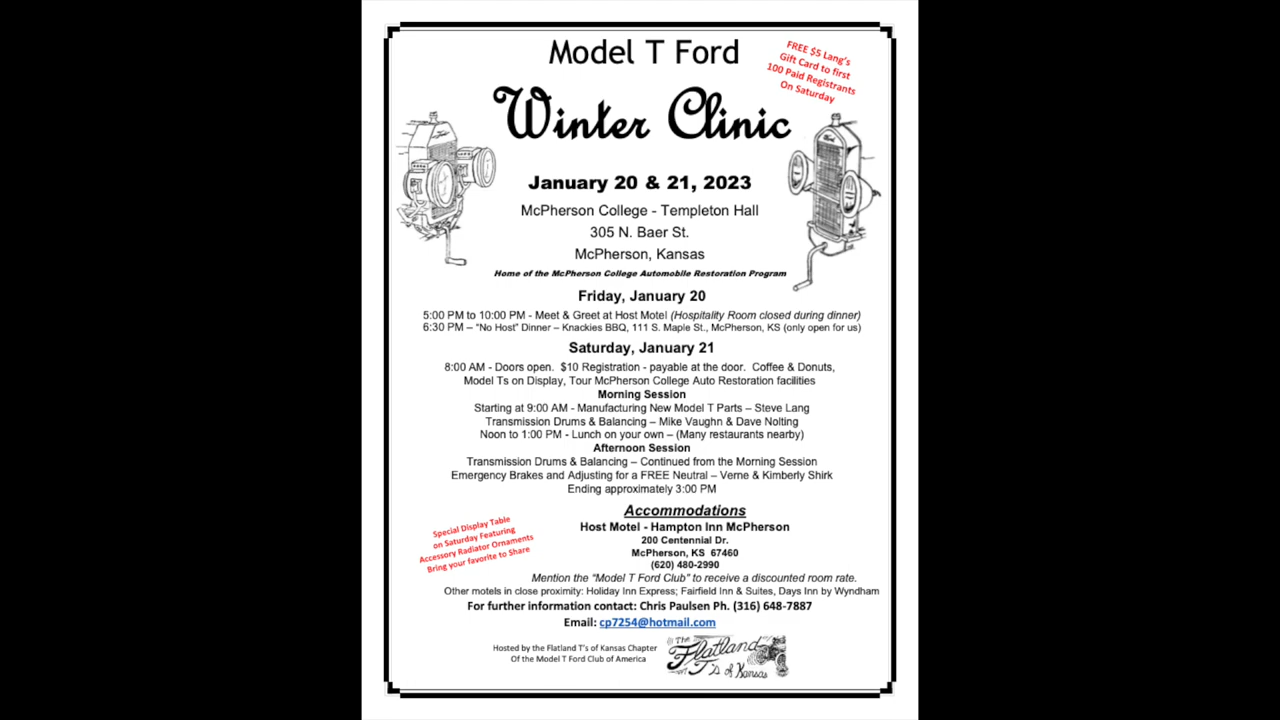 Model T Ford
FREE $5 Lang's
Gift Card to first
100 Paid Registrants
On Saturday
Winter Clinic
January 20 & 21, 2023
McPherson College - Templeton Hall
305 N. Baer St.
McPherson, Kansas
Home of the McPherson College Automobile Restoration Program
Friday, January 20
5:00 PM to 10:00 PM - Meet & Greet at Host Motel (Hospitality Room closed during dinner)
6:30 PM – "No Host" Dinner – Knackies BBQ, 111 S. Maple St., McPherson, KS (only open for us)
Saturday, January 21
8:00 AM - Doors open. $10 Registration - payable at the door. Coffee & Donuts,
Model Ts on Display, Tour McPherson College Auto Restoration facilities
Morning Session
Starting at 9:00 AM - Manufacturing New Model T Parts – Steve Lang
Transmission Drums & Balancing – Mike Vaughn & Dave Nolting
Noon to 1:00 PM - Lunch on your own – (Many restaurants nearby)
Afternoon Session
Transmission Drums & Balancing – Continued from the Morning Session
Emergency Brakes and Adjusting for a FREE Neutral – Verne & Kimberly Shirk
Ending approximately 3:00 PM
Special Display Table
on Saturday Featuring
Accessory Radiator Ornaments
Bring your favorite to Share
Accommodations
Host Motel - Hampton Inn McPherson
200 Centennial Dr.
McPherson, KS 67460
(620) 480-2990
Mention the "Model T Ford Club" to receive a discounted room rate.
Other motels in close proximity: Holiday Inn Express; Fairfield Inn & Suites, Days Inn by Wyndham
For further information contact: Chris Paulsen Ph. (316) 648-7887
Email: cp7254@hotmail.com
Hosted by the Flatland T's of Kansas Chapter
Of the Model T Ford Club of America
The
Flatland
T's of Kansas
Ford